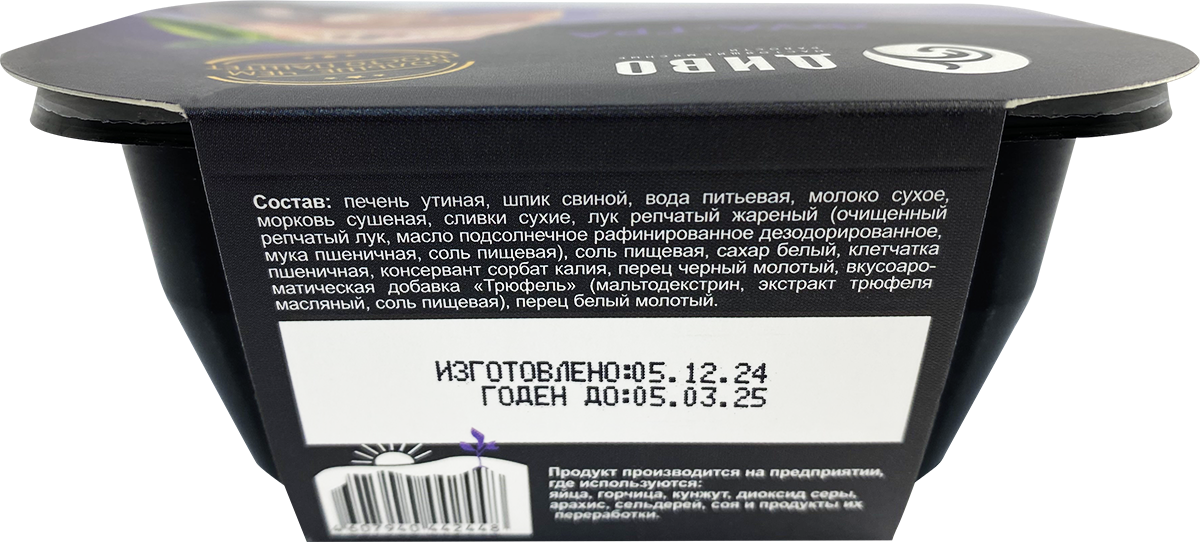 ДИВО
Состав: печень утиная, шпик свиной, вода питьевая, молоко сухое,
морковь сушеная, сливки сухие, лук репчатый жареный (очищенный
репчатый лук, масло подсолнечное рафинированное дезодорированное,
мука пшеничная, соль пищевая), соль пищевая, сахар белый, клетчатка
пшеничная, консервант сорбат калия, перец черный молотый, вкусоаро-
матическая добавка «Трюфель» (мальтодекстрин, экстракт трюфеля
масляный, соль пищевая), перец белый молотый.
ИЗГОТОВЛЕНО:05.12.24
ГОДЕН ДО:05.03.25
Продукт производится на предприятии,
где используются:
яйца, горчица, кунжут, диоксид серы,
арахис, сельдерей, соя и продукты их
переработки.